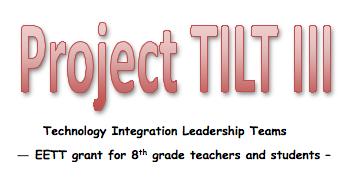 Project TILT III
Technology Integration Leadership Teams
— EETT grant for 8th grade teachers and students –